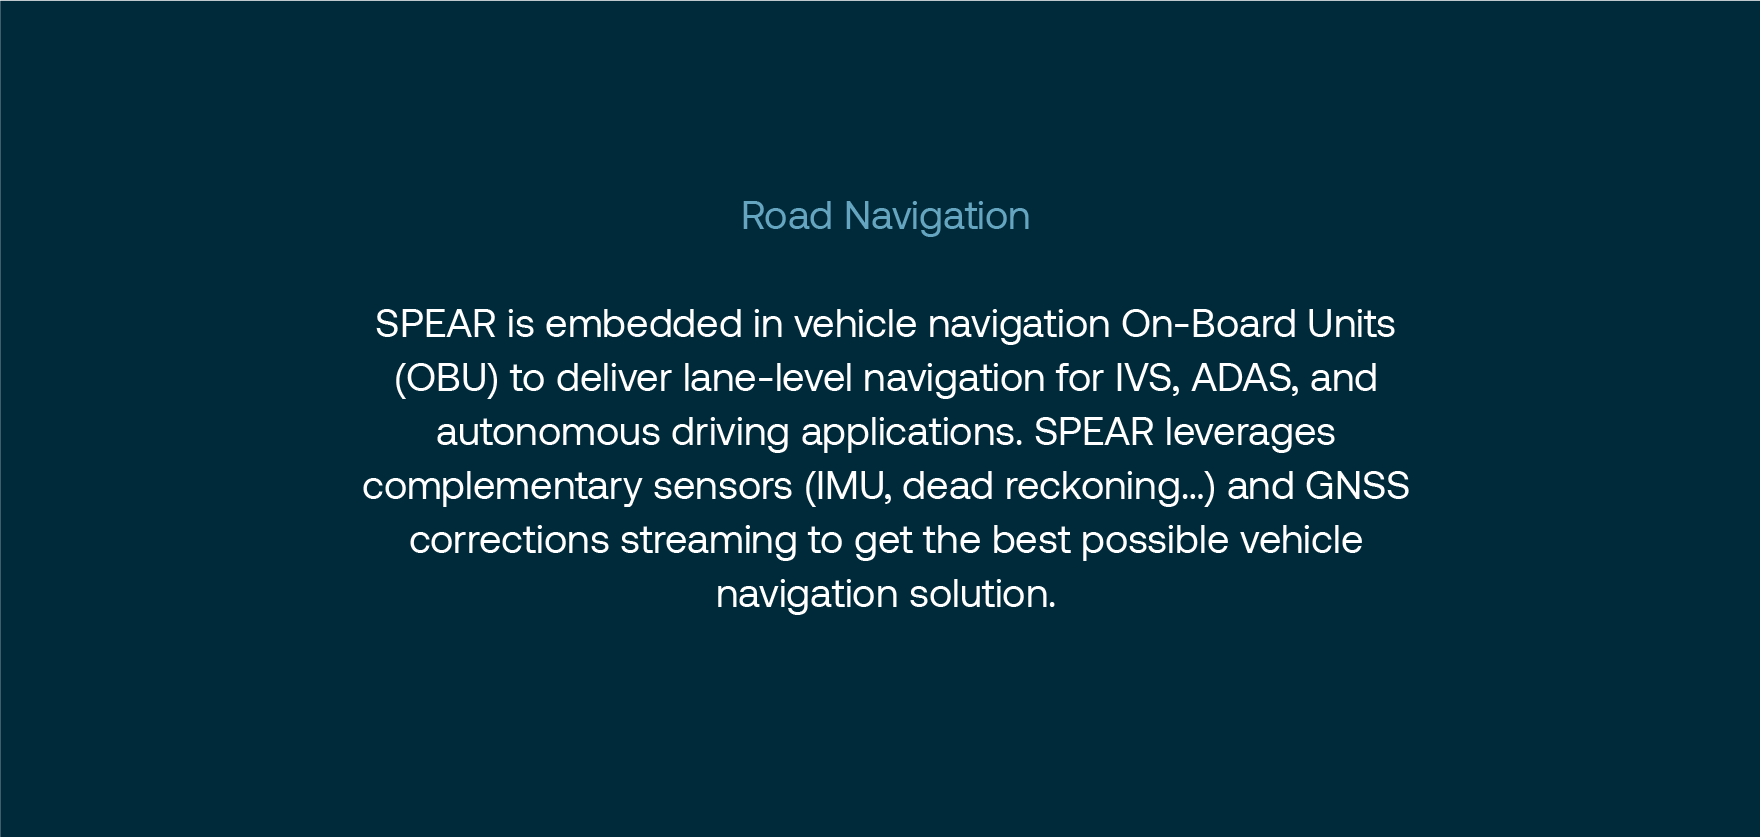 Road Navigation
SPEAR is embedded in vehicle navigation On-Board Units
(OBU) to deliver lane-level navigation for IVS, ADAS, and
autonomous driving applications. SPEAR leverages
complementary sensors (IMU, dead reckoning...) and GNSS
corrections streaming to get the best possible vehicle
navigation solution.